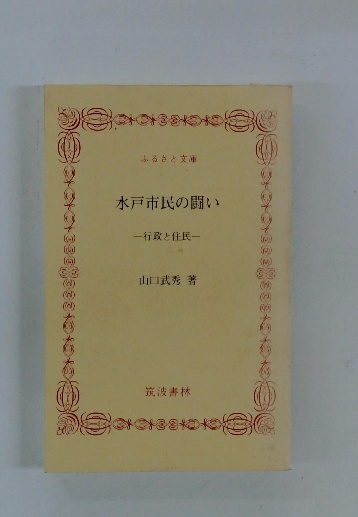 ふるさと文庫
水戸市民の闘い
―行政と住民―
山口武秀 著
筑波書林